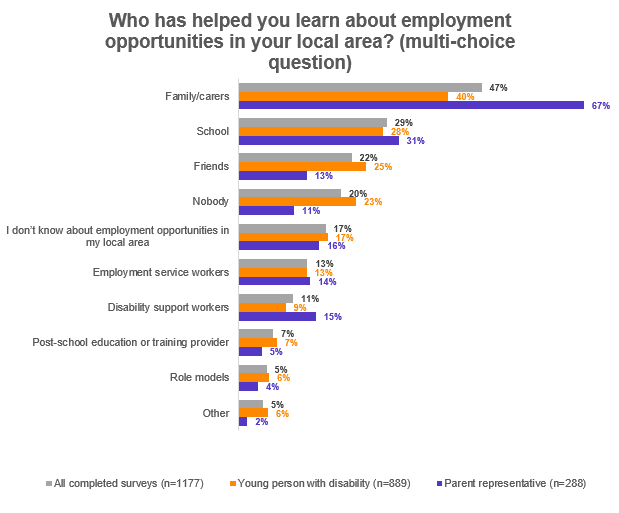 Who has helped you learn about employment
opportunities in your local area? (multi-choice
question)
Family/carers
47%
40%
67%
School
29%
28%
31%
Friends
22%
25%
13%
Nobody
20%
23%
11%
I don't know about employment opportunities in
my local area
17%
17%
16%
Employment service workers
13%
13%
14%
Disability support workers
11%
9%
15%
Post-school education or training provider
7%
7%
5%
Role models
5%
6%
4%
Other
5%
6%
2%
All completed surveys (n=1177)
Young person with disability (n=889)
Parent representative (n=288)